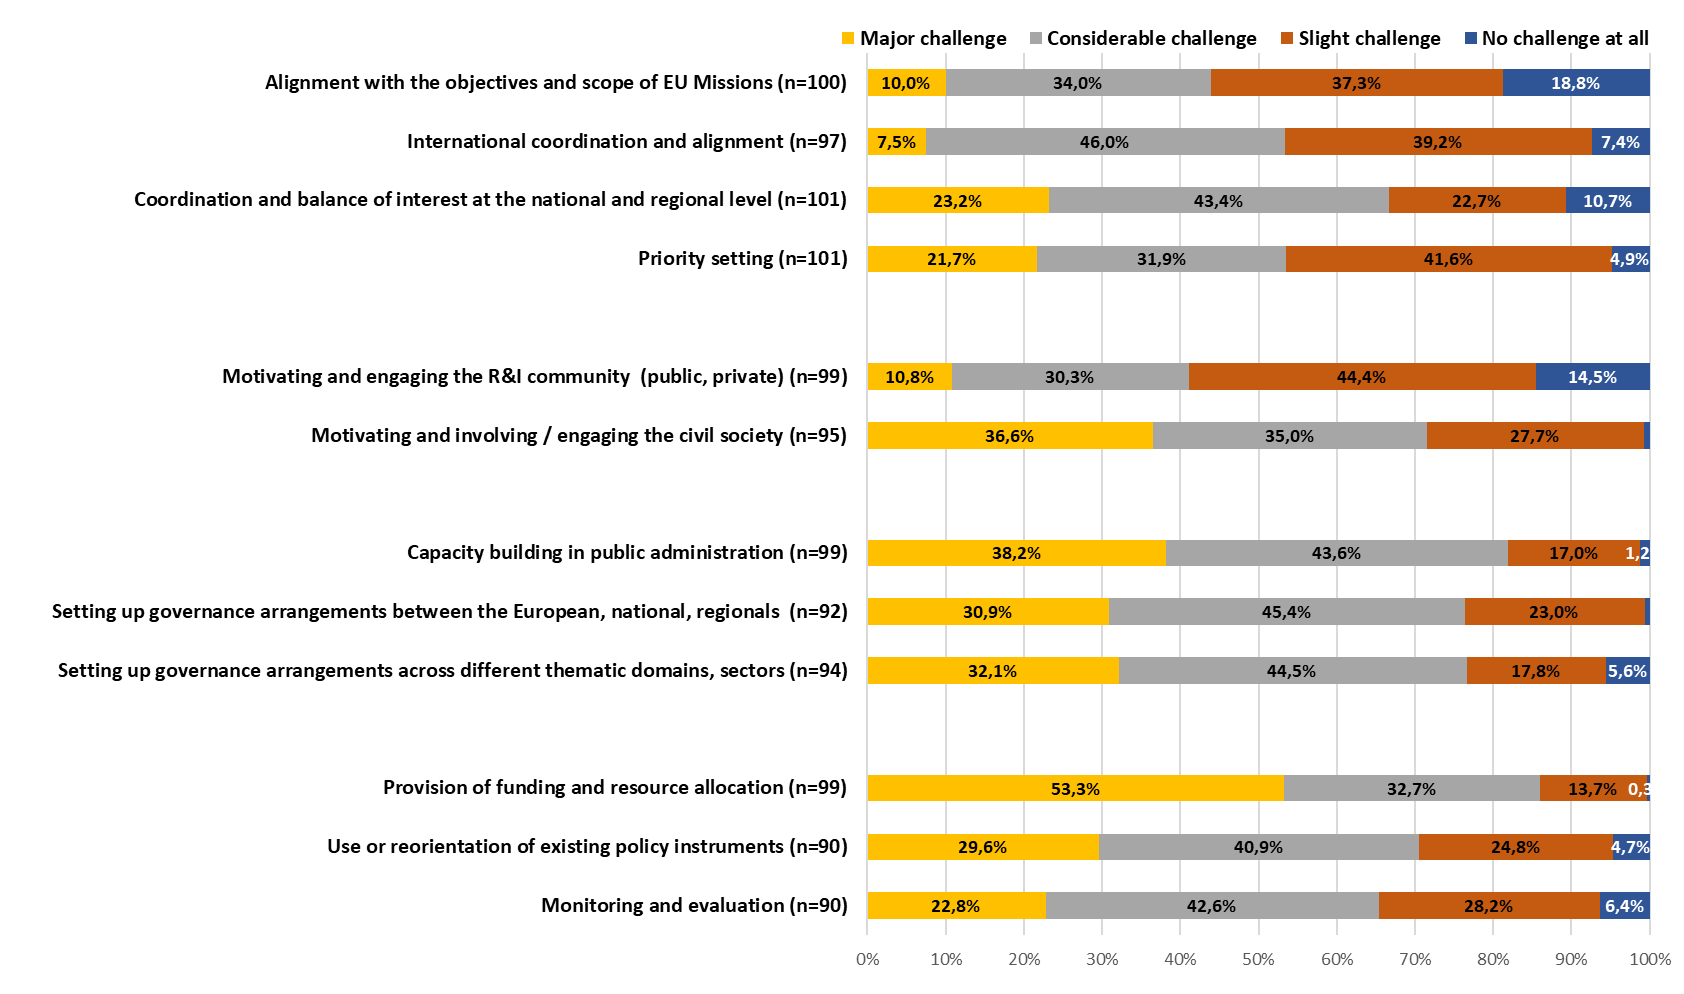 Major challenge Considerable challenge Slight challenge No challenge at all
Alignment with the objectives and scope of EU Missions (n=100) 10,0% 34,0% 37,3% 18,8%
International coordination and alignment (n=97) 7,5% 46,0% 39,2% 7,4%
Coordination and balance of interest at the national and regional level (n=101) 23,2% 43,4% 22,7% 10,7%
Priority setting (n=101) 21,7% 31,9% 41,6% 4,9%
Motivating and engaging the R&I community (public, private) (n=99) 10,8% 30,3% 44,4% 14,5%
Motivating and involving / engaging the civil society (n=95) 36,6% 35,0% 27,7%
Capacity building in public administration (n=99) 38,2% 43,6% 17,0% 1,2
Setting up governance arrangements between the European, national, regionals (n=92) 30,9% 45,4% 23,0%
Setting up governance arrangements across different thematic domains, sectors (n=94) 32,1% 44,5% 17,8% 5,6%
Provision of funding and resource allocation (n=99) 53,3% 32,7% 13,7% 0,3
Use or reorientation of existing policy instruments (n=90) 29,6% 40,9% 24,8% 4,7%
Monitoring and evaluation (n=90) 22,8% 42,6% 28,2% 6,4%
0% 10% 20% 30% 40% 50% 60% 70% 80% 90% 100%